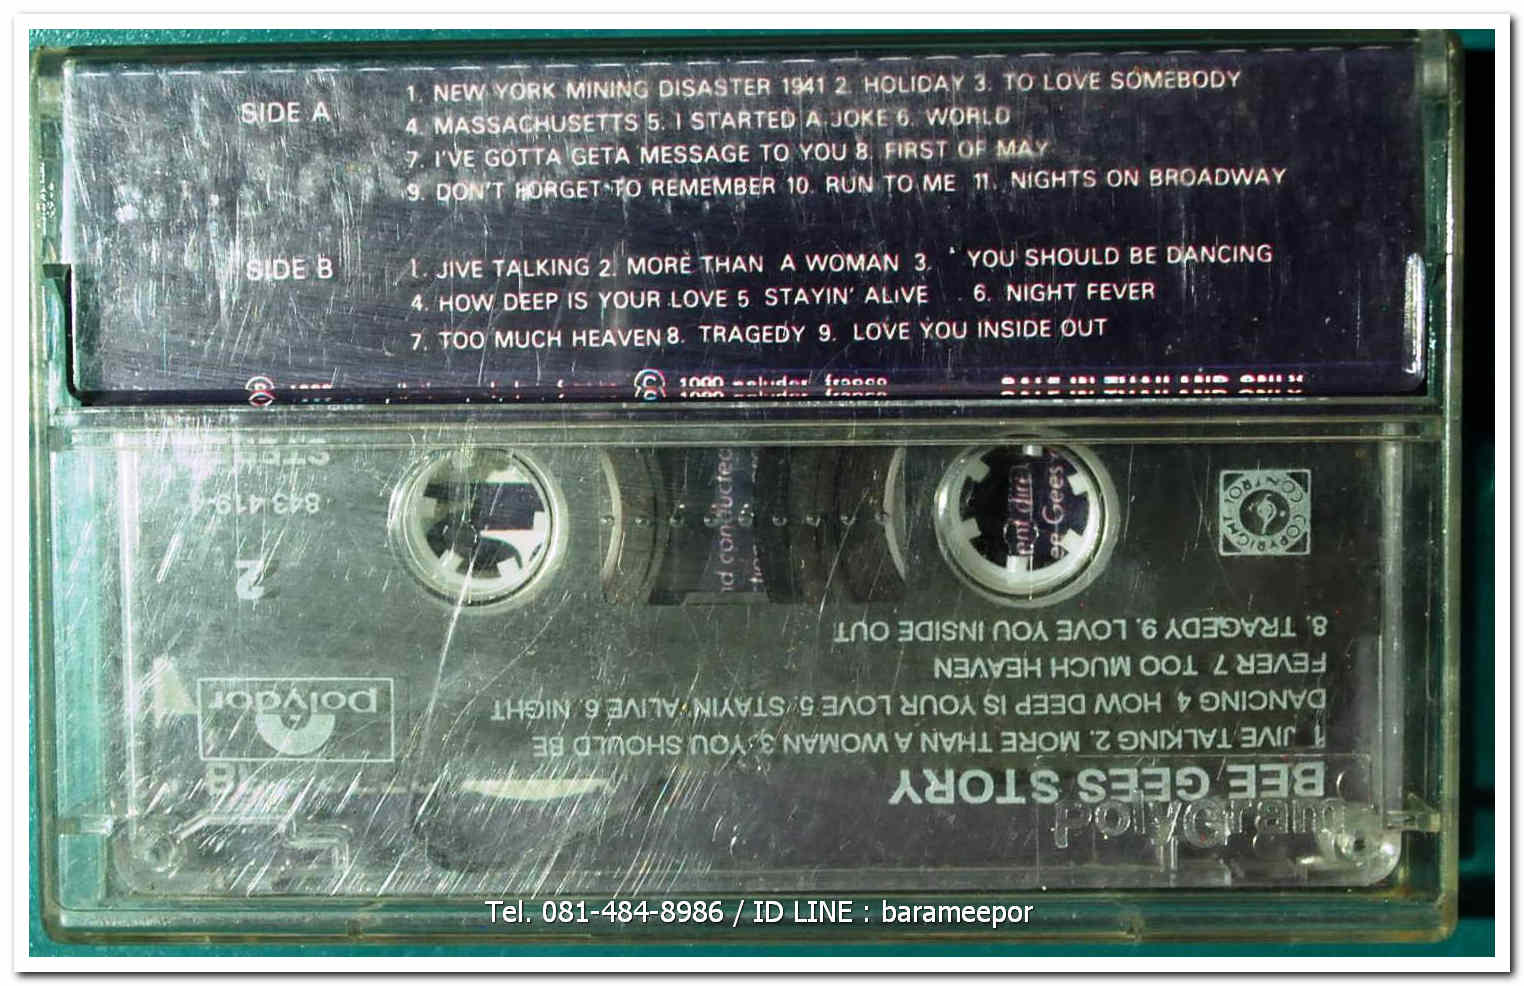 SIDE A
1. NEW YORK MINING DISASTER 1941 2. HOLIDAY 3. TO LOVE SOMEBODY
4. MASSACHUSETTS 5. I STARTED A JOKE 6. WORLD
7. I'VE GOTTA GETA MESSAGE TO YOU 8. FIRST OF MAY
9. DON'T FORGET TO REMEMBER 10. RUN TO ME 11. NIGHTS ON BROADWAY
SIDE B
1. JIVE TALKING 2. MORE THAN A WOMAN 3. YOU SHOULD BE DANCING
4. HOW DEEP IS YOUR LOVE 5 STAYIN' ALIVE 6. NIGHT FEVER
7. TOO MUCH HEAVEN 8. TRAGEDY 9. LOVE YOU INSIDE OUT
polyGram
BEE GEES STORY
1 JIVE TALKING 2. MORE THAN A WOMAN 3. YOU SHOULD BE
DANCING 4 HOW DEEP IS YOUR LOVE 5 STAYIN' ALIVE 6 NIGHT
FEVER 7 TOO MUCH HEAVEN
8. TRAGEDY 9. LOVE YOU INSIDE OUT
polydor
2
COPYRIGHT CONTROL
nd conducted
Tel. 081-484-8986 / ID LINE : barameepor